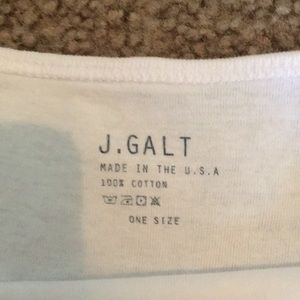 J.GALT
MADE IN THE U.S.A
100% COTTON
ONE SIZE